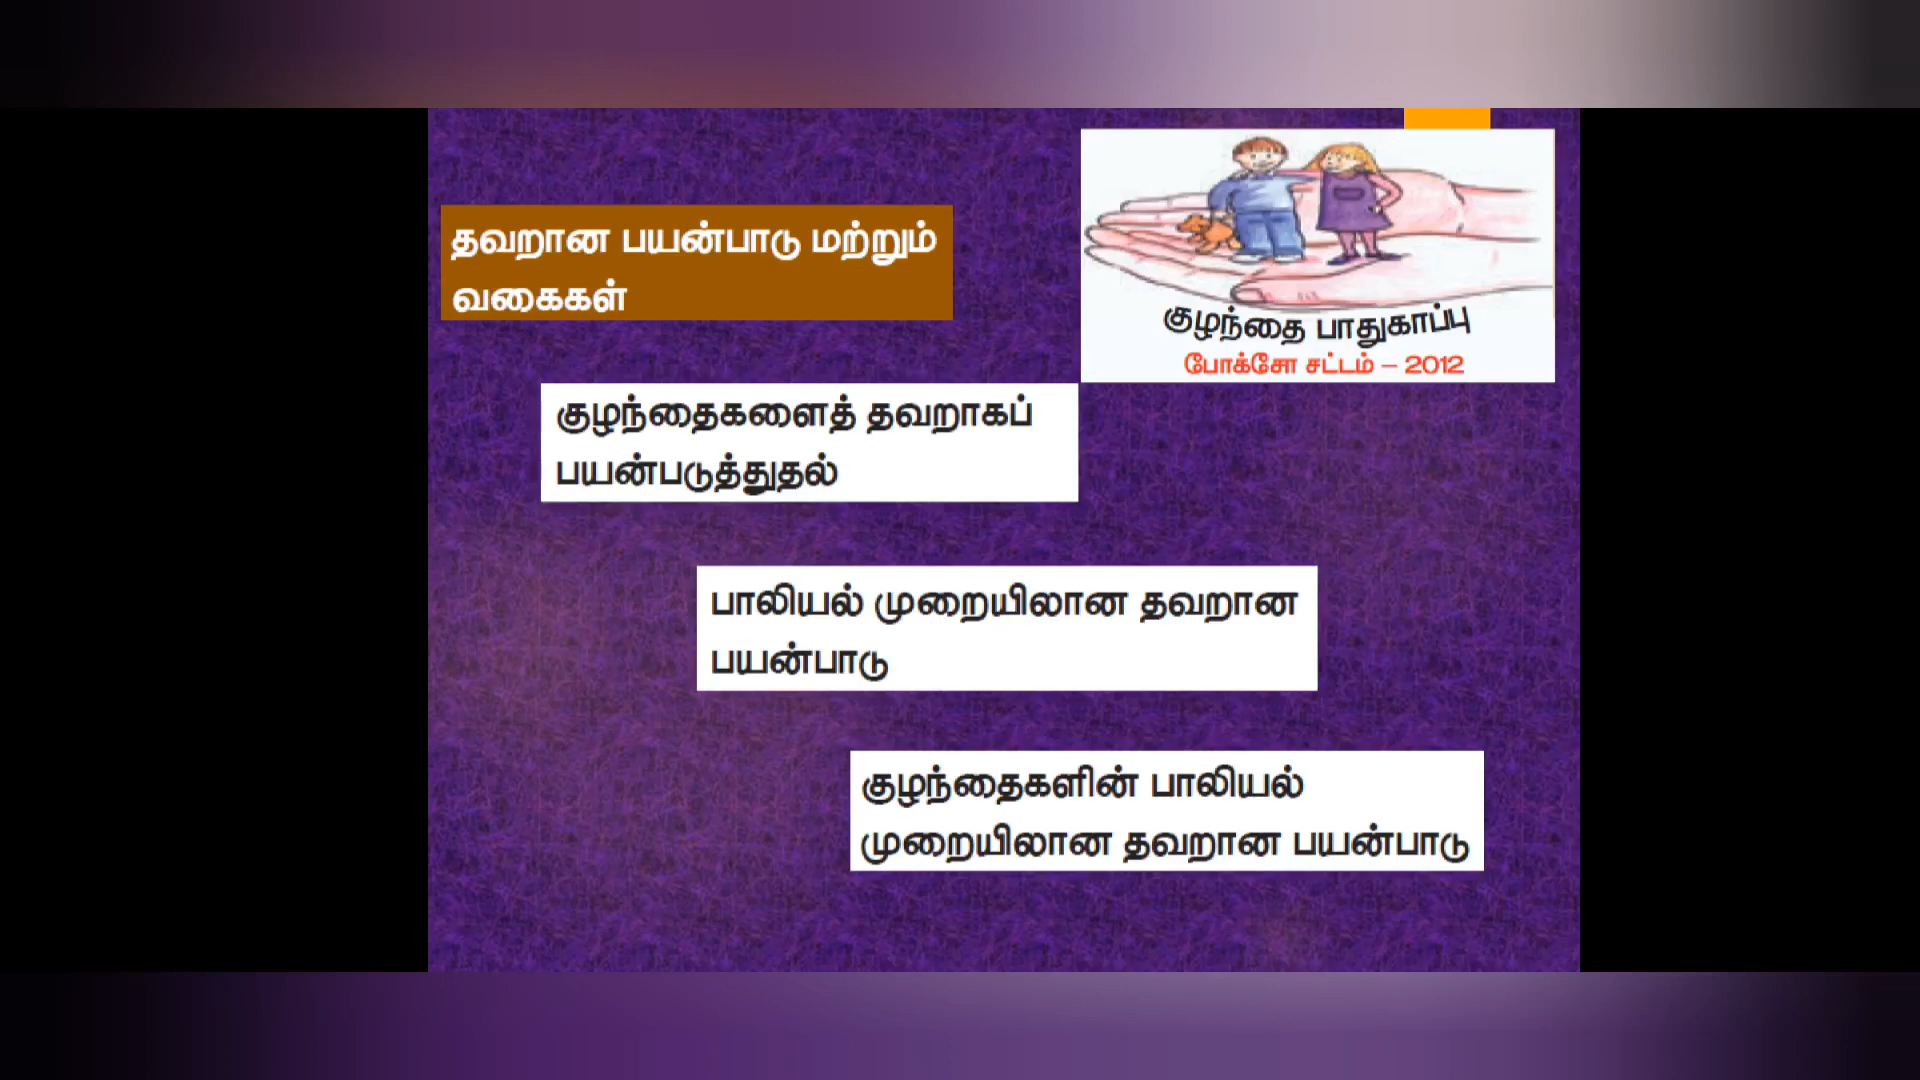 தவறான பயன்பாடு மற்றும்
வகைகள்
குழந்தை பாதுகாப்பு
போக்சோ சட்டம் – 2012
குழந்தைகளைத் தவறாகப்
பயன்படுத்துதல்
பாலியல் முறையிலான தவறான
பயன்பாடு
குழந்தைகளின் பாலியல்
முறையிலான தவறான பயன்பாடு